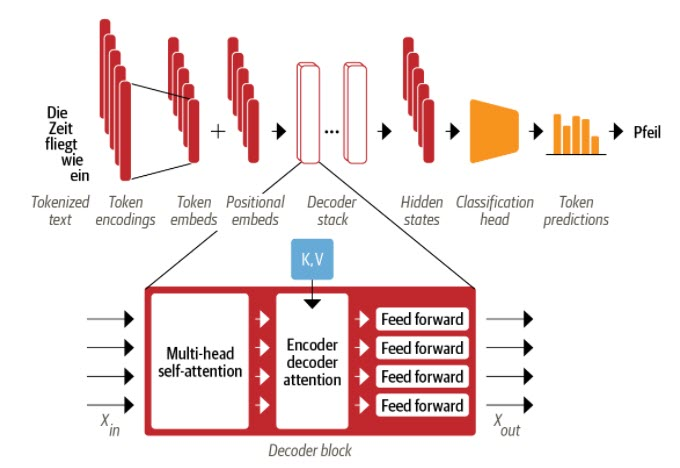 Die
Zeit
fliegt
wie
ein
Pfeil
Tokenized text
Token encodings
Token embeds
Positional embeds
Decoder stack
Hidden states
Classification head
Token predictions
...
K,V
Multi-head
self-attention
Encoder
decoder
attention
Feed forward
Feed forward
Feed forward
Feed forward
X in
X out
Decoder block